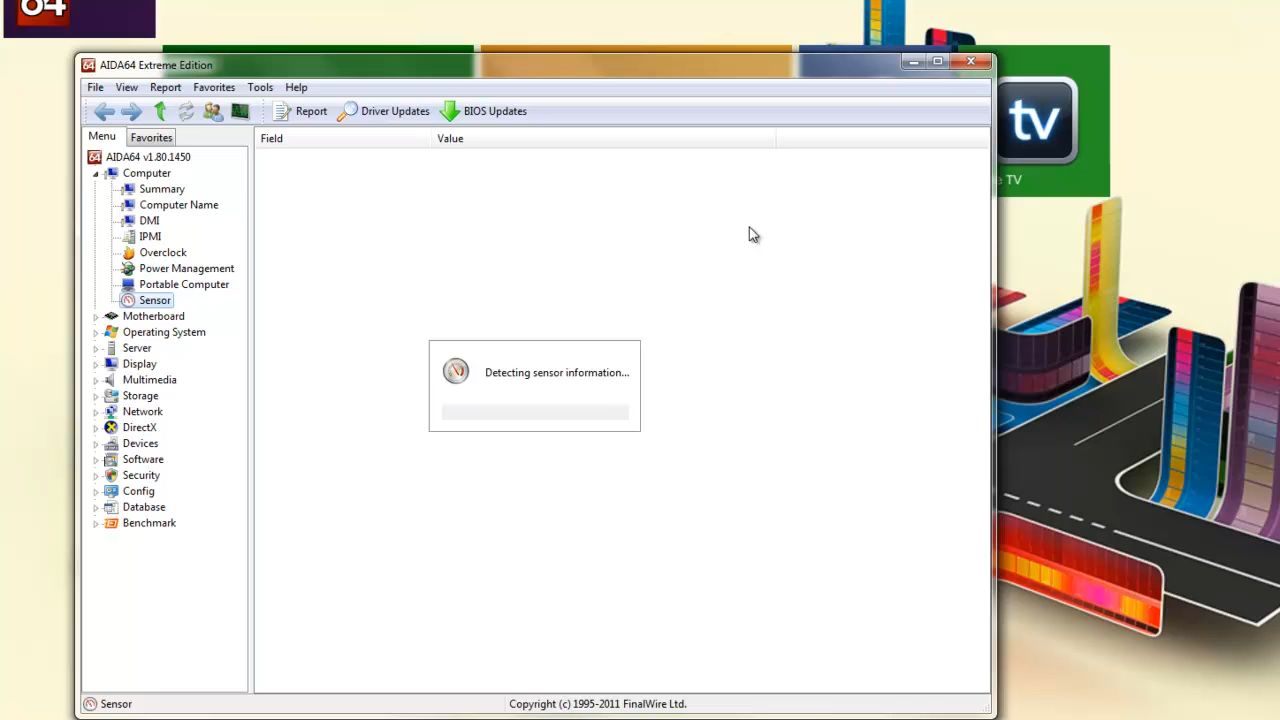 64
64 AIDA64 Extreme Edition
File View Report Favorites Tools Help
Report Driver Updates BIOS Updates
Menu Favorites
Field Value
64 AIDA64 v1.80.1450
Computer
Summary
Computer Name
DMI
IPMI
Overclock
Power Management
Portable Computer
Sensor
Motherboard
Operating System
Server
Display
Multimedia
Storage
Network
DirectX
Devices
Software
Security
Config
Database
Benchmark
Detecting sensor information...
tv
e TV
Sensor
Copyright (c) 1995-2011 FinalWire Ltd.